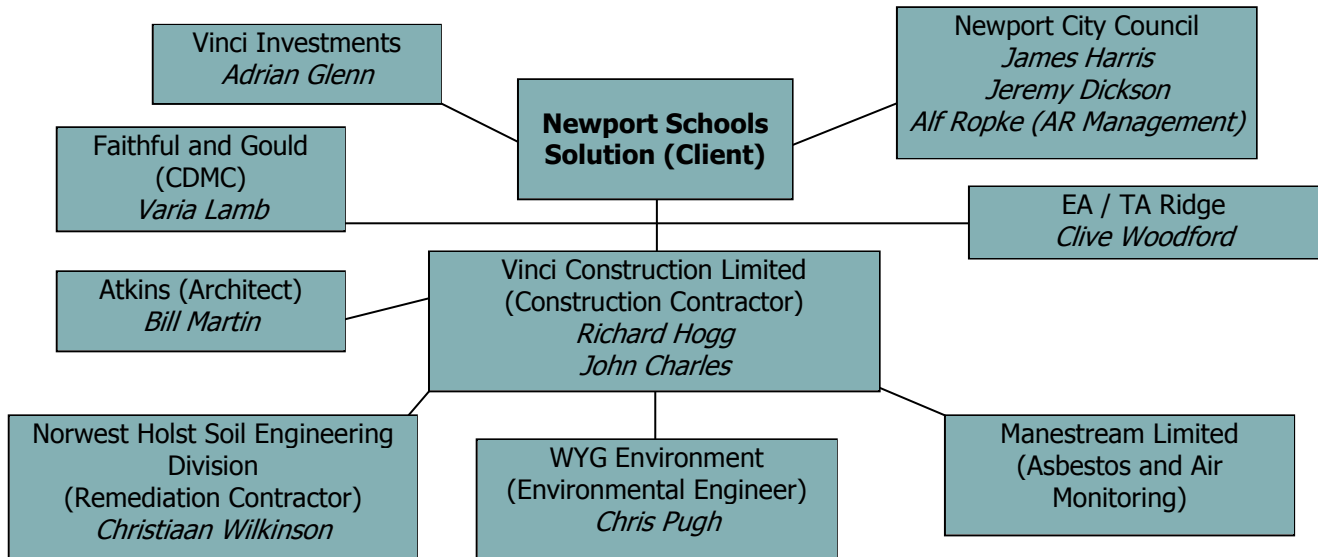 Vinci Investments
Adrian Glenn
Newport City Council
James Harris
Jeremy Dickson
Alf Ropke (AR Management)
Newport Schools
Solution (Client)
Faithful and Gould
(CDMC)
Varia Lamb
EA / TA Ridge
Clive Woodford
Vinci Construction Limited
(Construction Contractor)
Richard Hogg
John Charles
Atkins (Architect)
Bill Martin
Norwest Holst Soil Engineering
Division
(Remediation Contractor)
Christiaan Wilkinson
WYG Environment
(Environmental Engineer)
Chris Pugh
Manestream Limited
(Asbestos and Air
Monitoring)